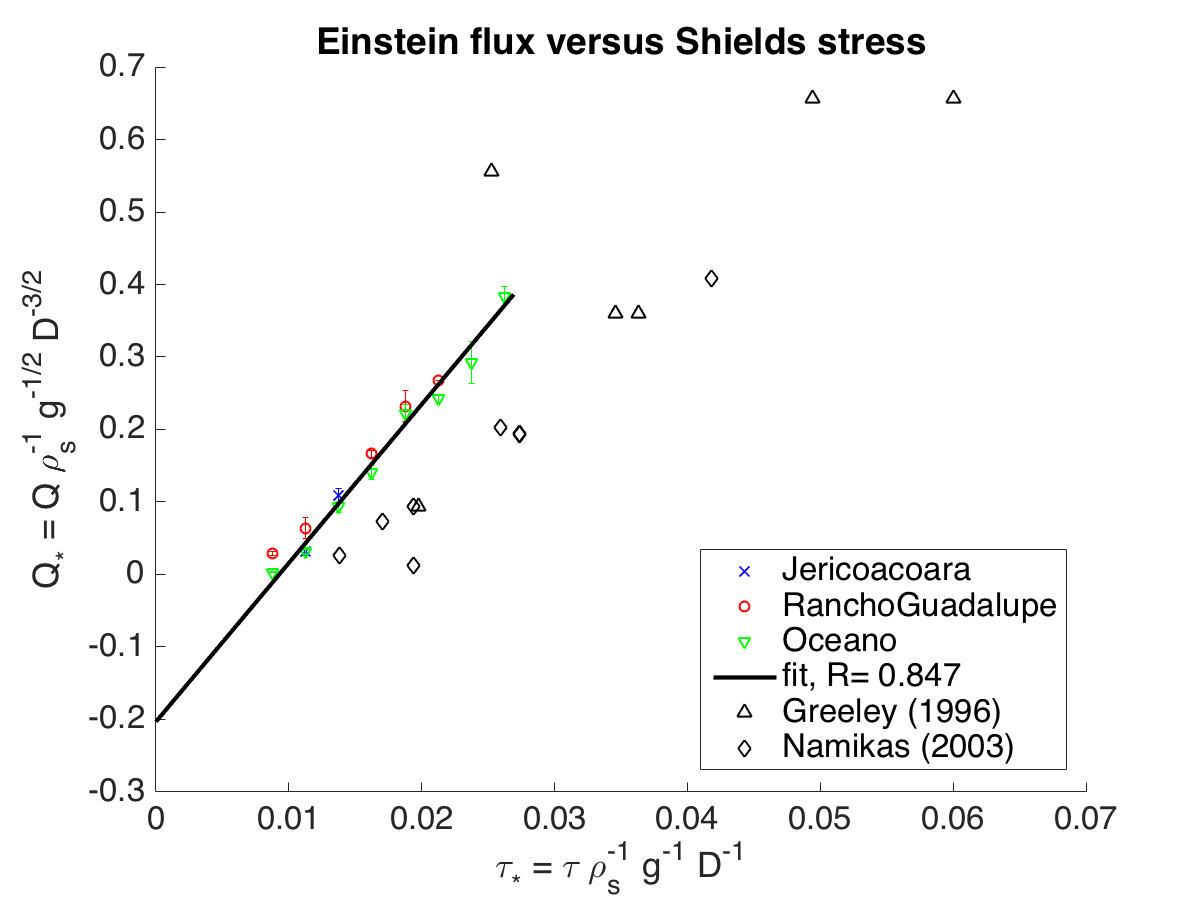 Einstein flux versus Shields stress
0.7
0.6
0.5
0.4
0.3
0.2
0.1
0
-0.1
-0.2
-0.3
Q* = Q ρs-1 g-1/2 D-3/2
Jericoacoara
RanchoGuadalupe
Oceano
fit, R= 0.847
Greeley (1996)
Namikas (2003)
0 0.01 0.02 0.03 0.04 0.05 0.06 0.07
τ* = τ ρs-1 g-1 D-1